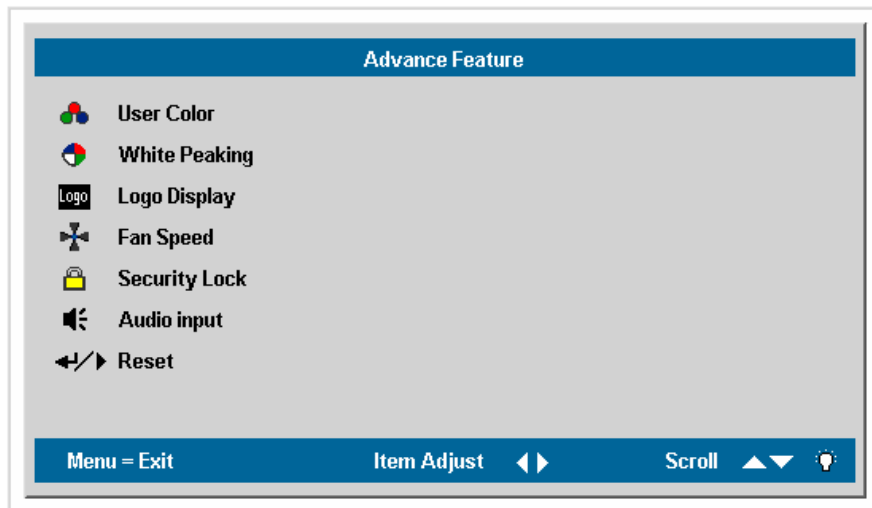 Advance Feature
User Color
White Peaking
Logo Logo Display
Fan Speed
Security Lock
Audio input
Reset
Menu = Exit Item Adjust Scroll